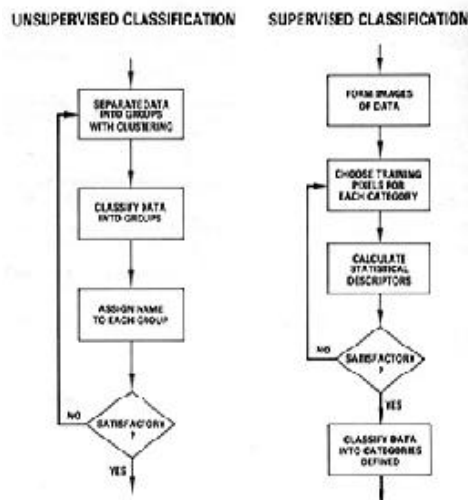 UNSUPERVISED CLASSIFICATION
SEPARATE DATA
INTO GROUPS
WITH CLUSTERING
CLASSIFY DATA
INTO GROUPS
ASSIGN NAME
TO EACH GROUP
SATISFACTORY
?
NO
YES
SUPERVISED CLASSIFICATION
FORM IMAGES
OF DATA
CHOOSE TRAINING
PIXELS FOR
EACH CATEGORY
CALCULATE
STATISTICAL
DESCRIPTORS
SATISFACTORY
?
NO
YES
CLASSIFY DATA
INTO CATEGORIES
DEFINED